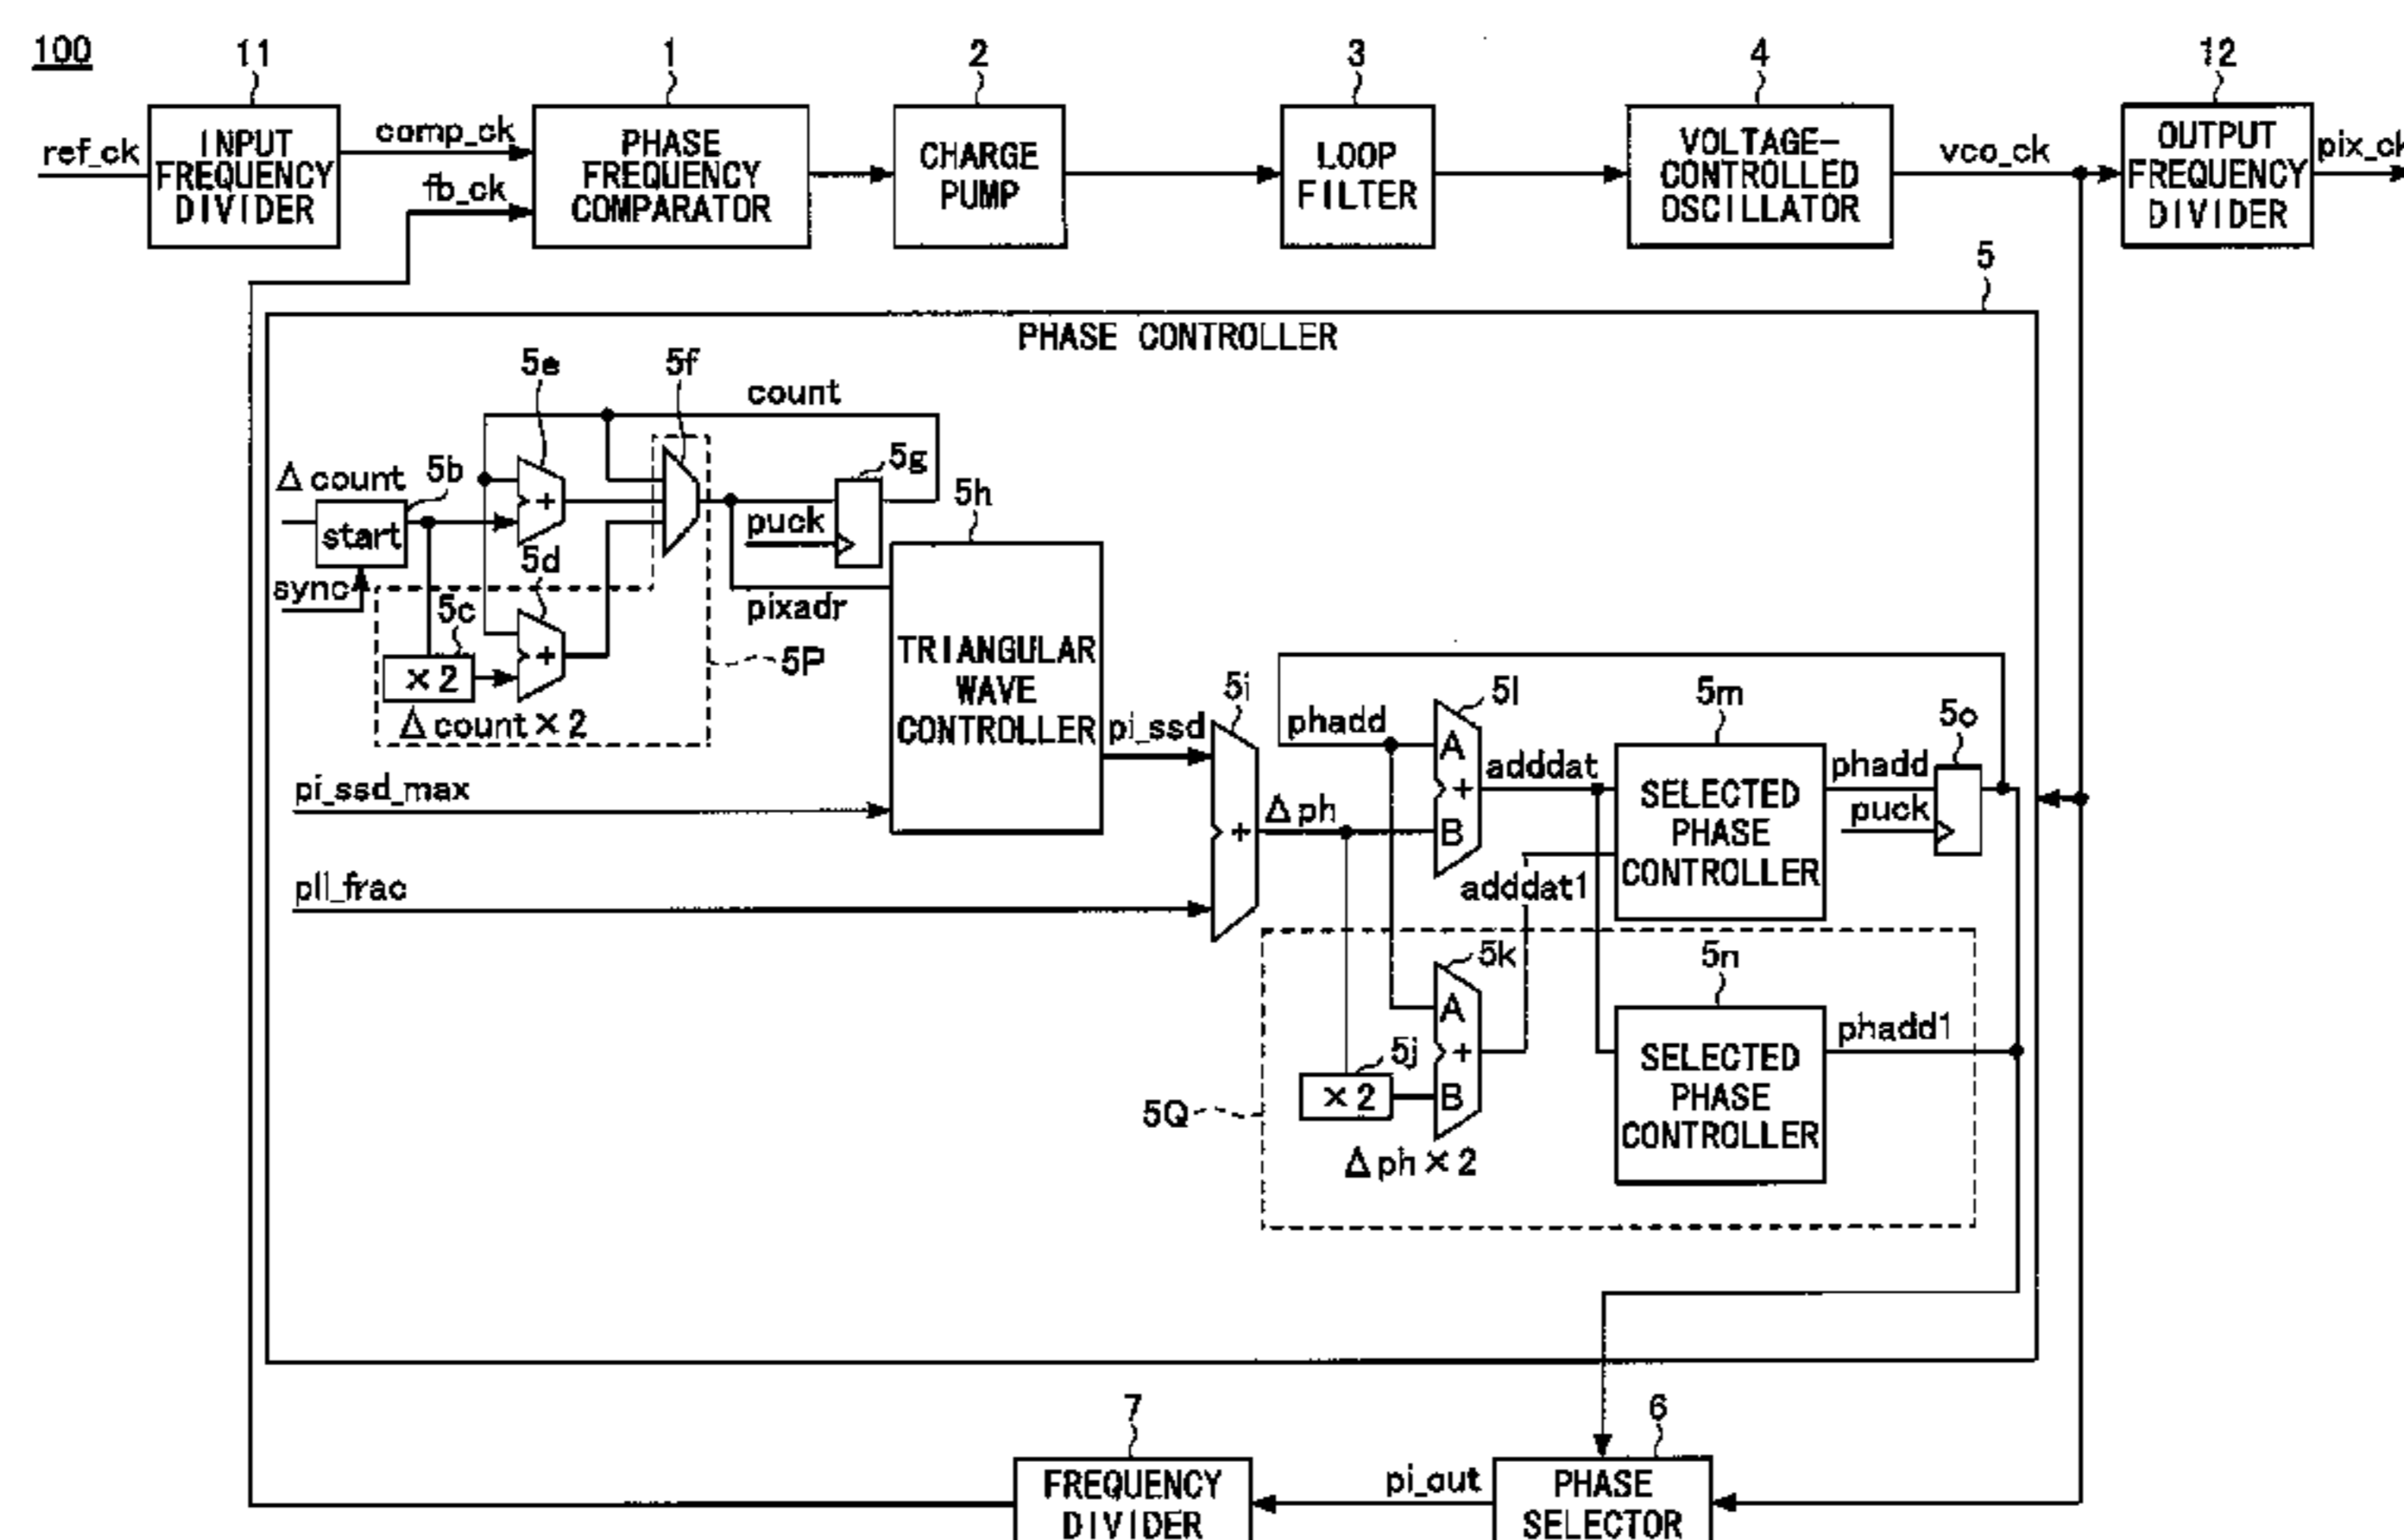 100
11
1
2
3
4
12
ref_ck
INPUT
FREQUENCY
DIVIDER
comp_ck
fb_ck
PHASE
FREQUENCY
COMPARATOR
CHARGE
PUMP
LOOP
FILTER
VOLTAGE-
CONTROLLED
OSCILLATOR
vco_ck
OUTPUT
FREQUENCY
DIVIDER
pix_ck
5
PHASE CONTROLLER
5e
5f
count
Δcount
5b
start
sync
+
5d
5g
puck
5h
pixadr
5c
×2
+
5P
Δcount×2
TRIANGULAR
WAVE
CONTROLLER
pi_ssd_max
pll_frac
pi_ssd
5i
+
Δph
phadd
5l
A
+
B
adddat
adddat1
5m
SELECTED
PHASE
CONTROLLER
phadd
puck
5o
5k
A
+
B
5j
×2
Δph×2
5Q
5n
SELECTED
PHASE
CONTROLLER
phadd1
7
FREQUENCY
DIVIDER
pi_out
6
PHASE
SELECTOR